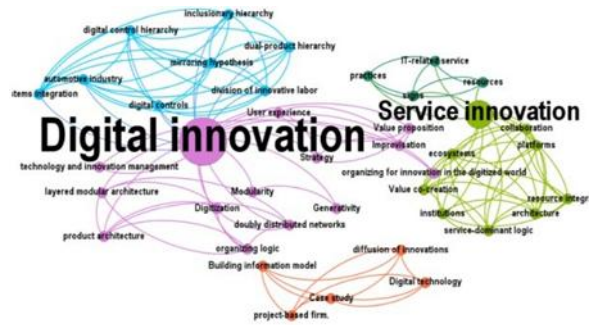 inclusionary hierarchy
digital control hierarchy
dual-product hierarchy
mirroring hypothesis
IT-related service
automotive industry
practices
resources
tems integration
division of innovative labor
signs
digital controls
User experience
Service innovation
Digital innovation
Value proposition
collaboration
Improvisation
platforms
Strategy
ecosystems
technology and innovation management
organizing for innovation in the digitized world
layered modular architecture
Modularity
Value co-creation
resource integra
Digitization
Generativity
institutions
architecture
doubly distributed networks
service-dominant logic
product architecture
organizing logic
diffusion of innovations
Building information model
Digital technology
Case study
project-based firm.